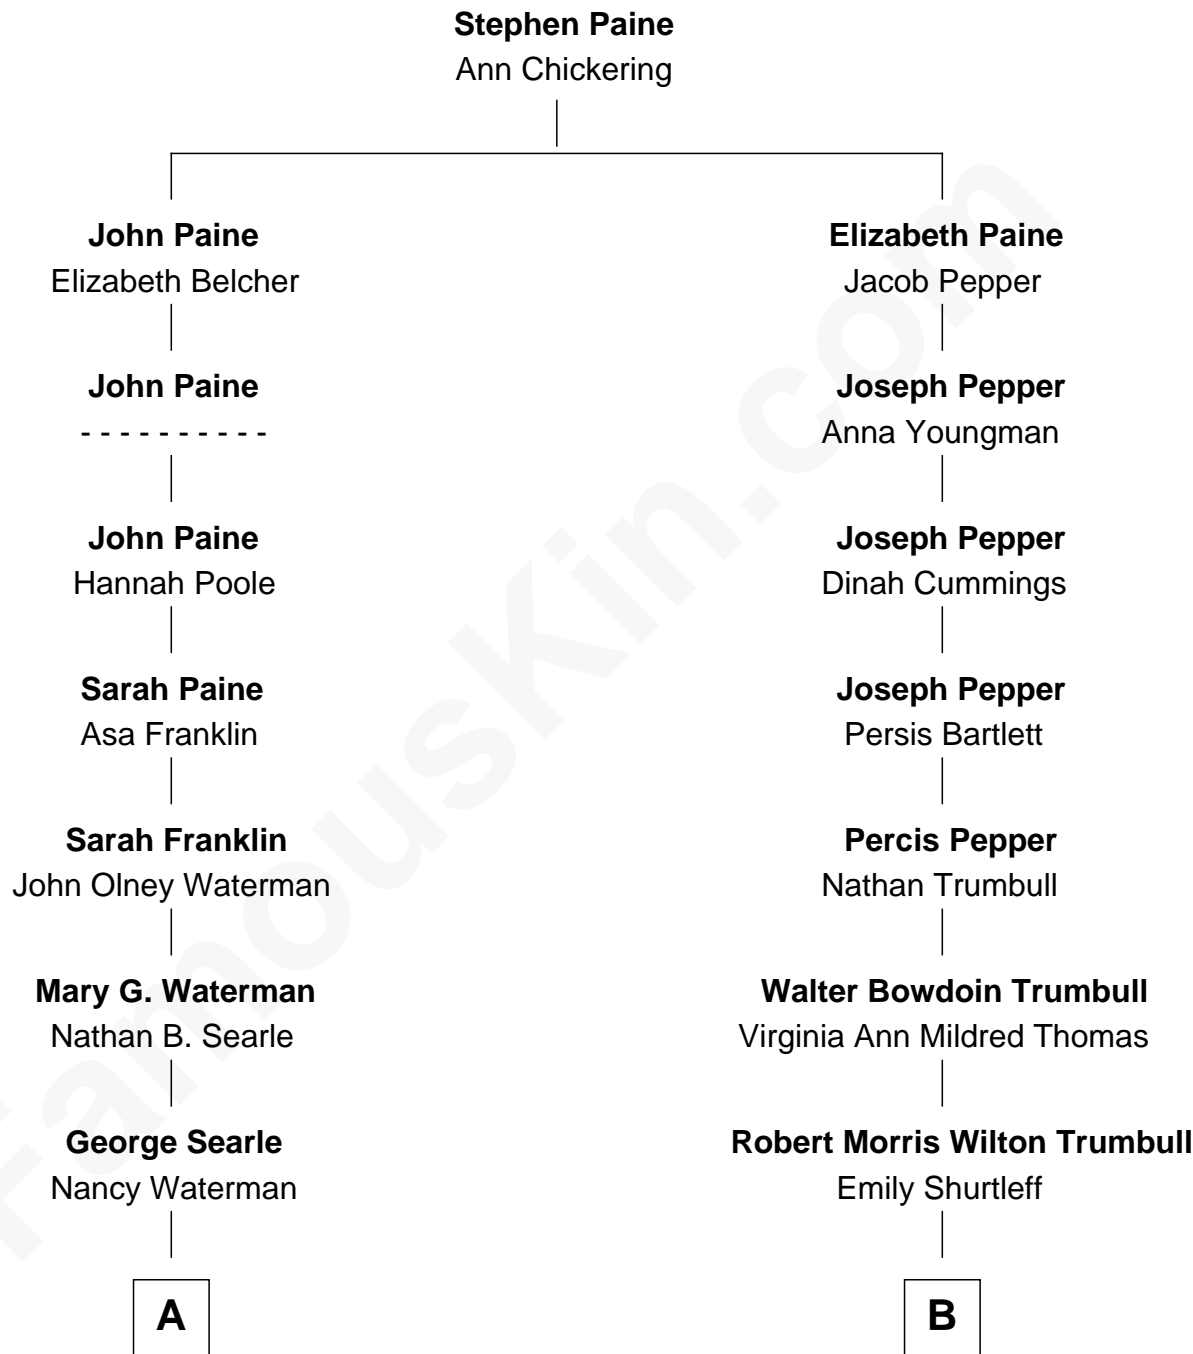 Stephen Paine
Ann Chickering
John Paine
Elizabeth Belcher
John Paine
- - - - - - - - - -
John Paine
Hannah Poole
Sarah Paine
Asa Franklin
Sarah Franklin
John Olney Waterman
Mary G. Waterman
Nathan B. Searle
George Searle
Nancy Waterman
A
Elizabeth Paine
Jacob Pepper
Joseph Pepper
Anna Youngman
Joseph Pepper
Dinah Cummings
Joseph Pepper
Persis Bartlett
Percis Pepper
Nathan Trumbull
Walter Bowdoin Trumbull
Virginia Ann Mildred Thomas
Robert Morris Wilton Trumbull
Emily Shurtleff
B
FamousKin.com